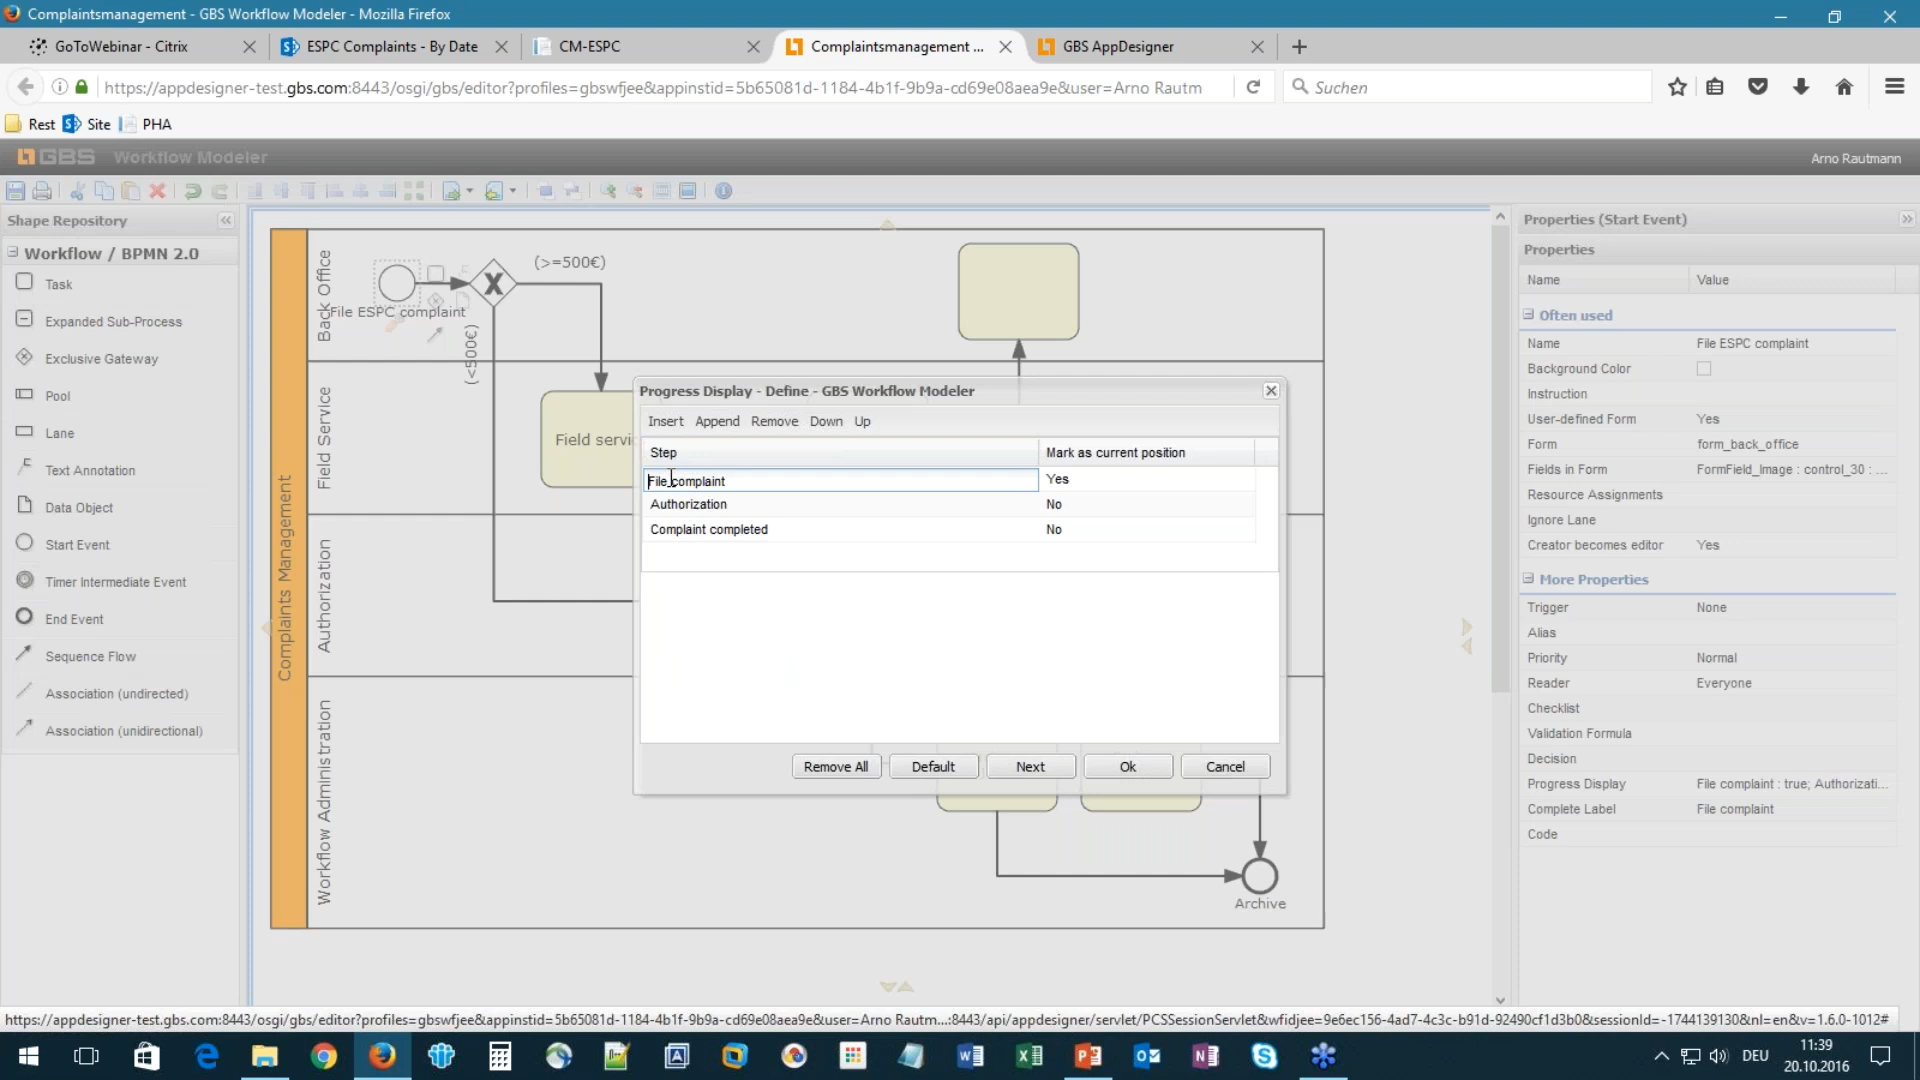 Complaintsmanagement - GBS Workflow Modeler - Mozilla Firefox
GoToWebinar - Citrix
ESPC Complaints - By Date
CM-ESPC
Complaintsmanagement ...
GBS AppDesigner
https://appdesigner-test.gbs.com:8443/osgi/gbs/editor?profiles=gbswfjee&appinstid=5b65081d-1184-4b1f-9b9a-cd69e08aea9e&user=Arno Rautm
Suchen
Rest
Site
PHA
GBS Workflow Modeler
Arno Rautmann
Shape Repository
Workflow / BPMN 2.0
Task
Expanded Sub-Process
Exclusive Gateway
Pool
Lane
Text Annotation
Data Object
Start Event
Timer Intermediate Event
End Event
Sequence Flow
Association (undirected)
Association (unidirectional)
Complaints Management
Back Office
Field Service
Authorization
Workflow Administration
File ESPC complaint
(>=500€)
(<500€)
Field servi
Archive
Progress Display - Define - GBS Workflow Modeler
Insert Append Remove Down Up
Step Mark as current position
File complaint Yes
Authorization No
Complaint completed No
Remove All
Default
Next
Ok
Cancel
Properties (Start Event)
Properties
Name Value
Often used
Name File ESPC complaint
Background Color
Instruction
User-defined Form Yes
Form form_back_office
Fields in Form FormField_Image : control_30 : ...
Resource Assignments
Ignore Lane
Creator becomes editor Yes
More Properties
Trigger None
Alias
Priority Normal
Reader Everyone
Checklist
Validation Formula
Decision
Progress Display File complaint : true; Authorizati...
Complete Label File complaint
Code
https://appdesigner-test.gbs.com:8443/osgi/gbs/editor?profiles=gbswfjee&appinstid=5b65081d-1184-4b1f-9b9a-cd69e08aea9e&user=Arno Rautm...:8443/api/appdesigner/servlet/PCSSessionServlet&wfidjee=9e6ec156-4ad7-4c3c-b91d-92490cf1d3b0&sessionId=-1744139130&nl=en&v=1.6.0-1012#
DEU
11:39
20.10.2016